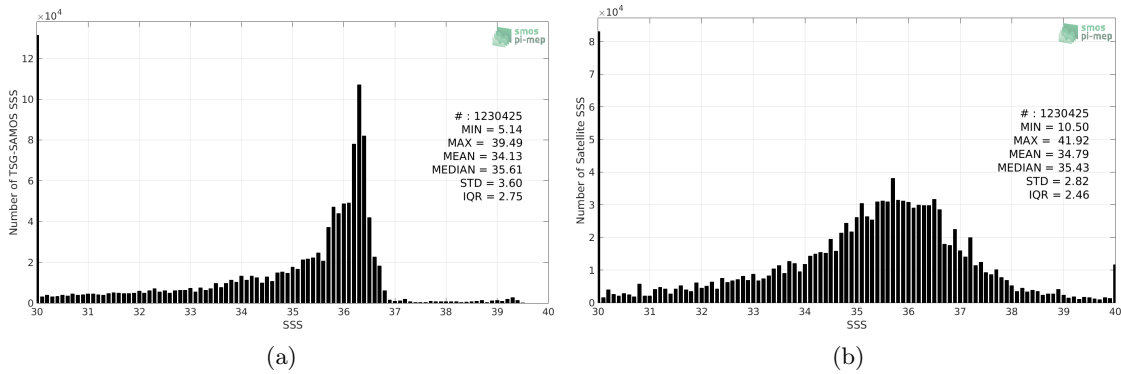 ×10⁴
smos
pi-mep
Number of TSG-SAMOS SSS
12
10
8
6
4
2
0
# : 1230425
MIN = 5.14
MAX = 39.49
MEAN = 34.13
MEDIAN = 35.61
STD = 3.60
IQR = 2.75
30 31 32 33 34 35 36 37 38 39 40
SSS
(a)
×10⁴
smos
pi-mep
Number of Satellite SSS
8
7
6
5
4
3
2
1
0
# : 1230425
MIN = 10.50
MAX = 41.92
MEAN = 34.79
MEDIAN = 35.43
STD = 2.82
IQR = 2.46
30 31 32 33 34 35 36 37 38 39 40
SSS
(b)